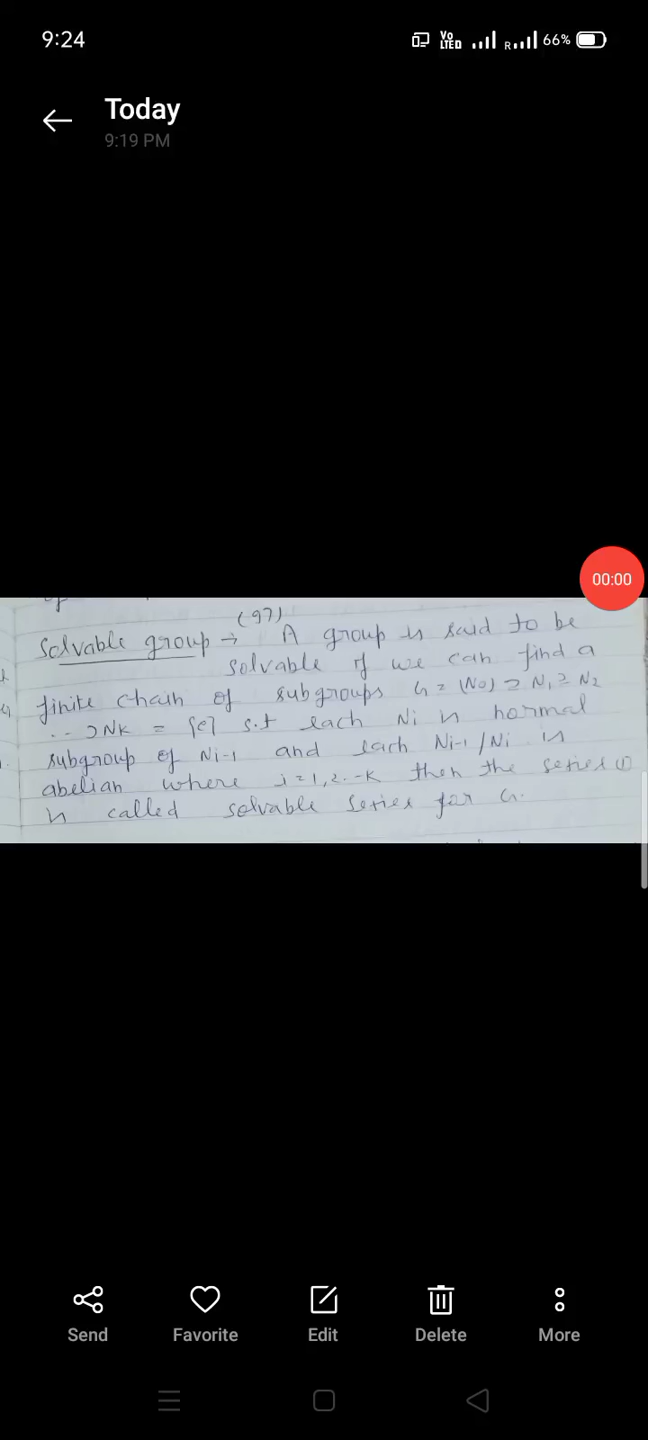 9:24
Vo LTED R 66%
Today
9:19 PM
00:00
(97)
Solvable group → A group is said to be
solvable if we can find a
finite chain of subgroups G = (N0) ⊇ N1 ⊇ N2
... ⊃ NK = {e} s.t each Ni is normal
subgroup of Ni-1 and each Ni-1/Ni is
abelian where i=1,2.-K then the series ①
is called solvable series for G.
Send Favorite Edit Delete More